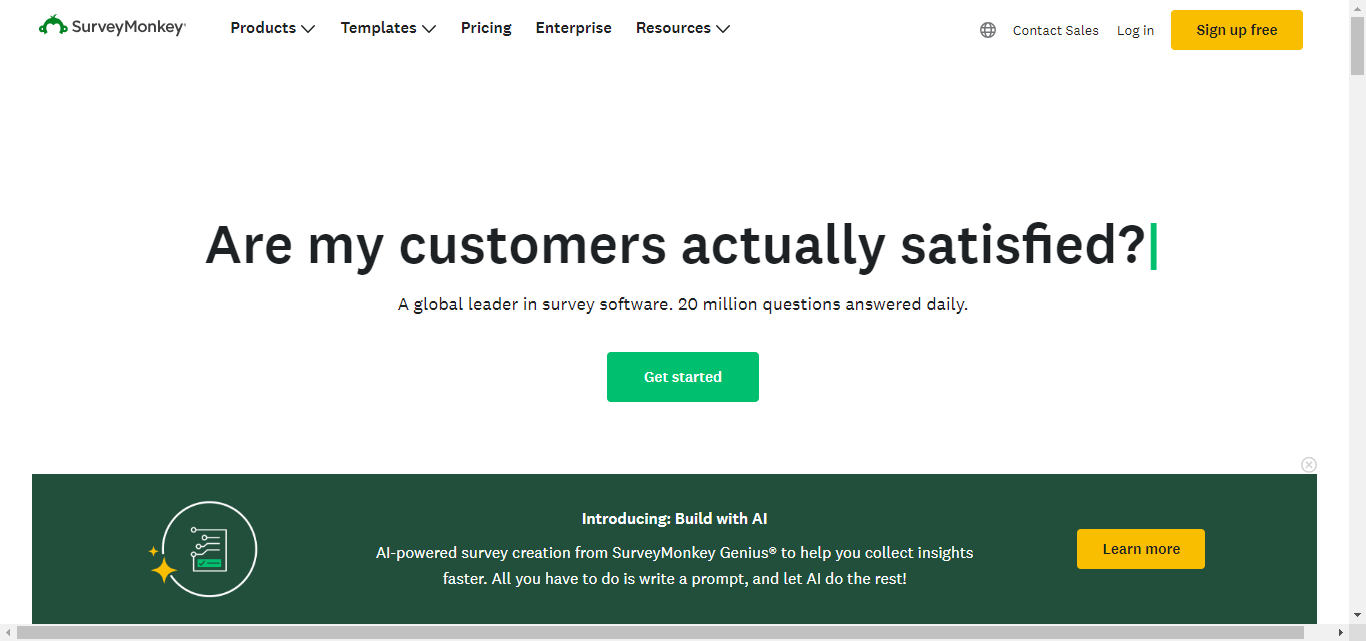 SurveyMonkey®
Products
Templates
Pricing
Enterprise
Resources
Contact Sales
Log in
Sign up free
Are my customers actually satisfied?
A global leader in survey software. 20 million questions answered daily.
Get started
Introducing: Build with AI
AI-powered survey creation from SurveyMonkey Genius® to help you collect insights
faster. All you have to do is write a prompt, and let AI do the rest!
Learn more